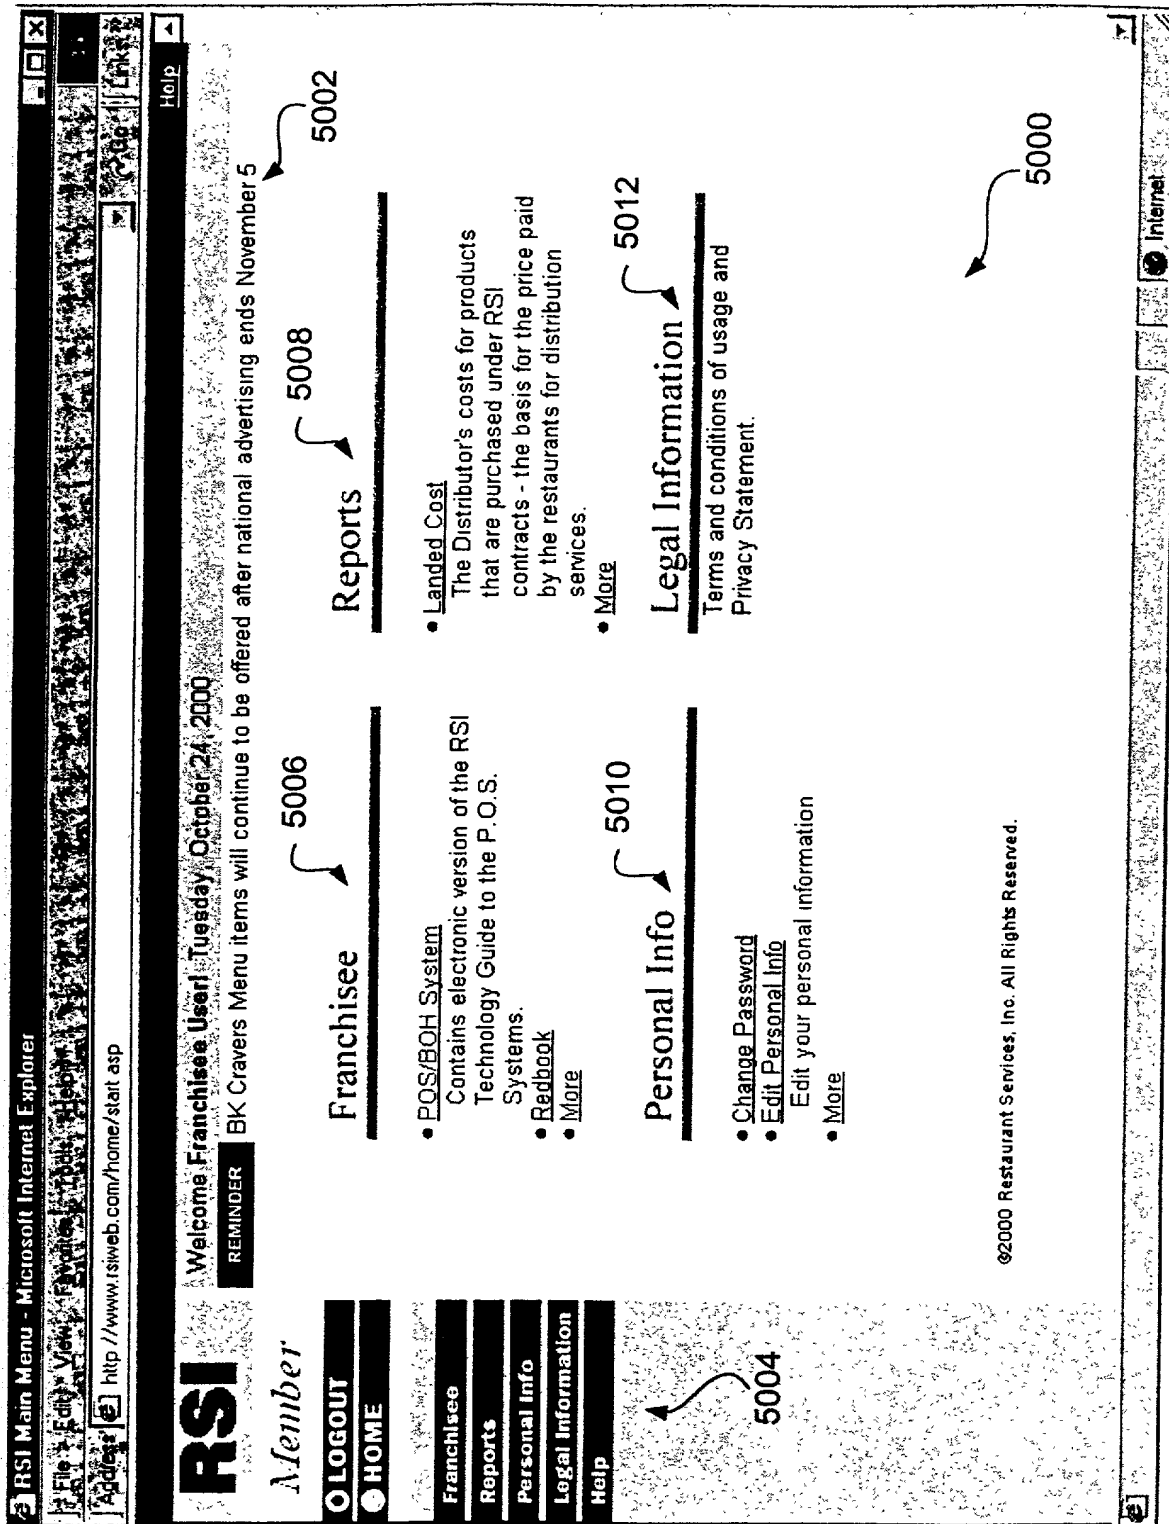 RSI Main Menu - Microsoft Internet Explorer
File Edit View Favorites Tools Help
Address http //www.rsiweb.com/home/start asp
Go Links
Help
RSI
Welcome Franchisee User! Tuesday, October 24, 2000
REMINDER BK Cravers Menu items will continue to be offered after national advertising ends November 5
5002
Member
LOGOUT
HOME
Franchisee
Reports
Personal Info
Legal Information
Help
5004
Franchisee
5006
• POS/BOH System
Contains electronic version of the RSI
Technology Guide to the P.O.S.
Systems.
• Redbook
• More
Reports
5008
• Landed Cost
The Distributor's costs for products
that are purchased under RSI
contracts - the basis for the price paid
by the restaurants for distribution
services.
• More
Personal Info
5010
• Change Password
• Edit Personal Info
Edit your personal information
• More
Legal Information
5012
Terms and conditions of usage and
Privacy Statement.
5000
©2000 Restaurant Services, Inc. All Rights Reserved.
Internet